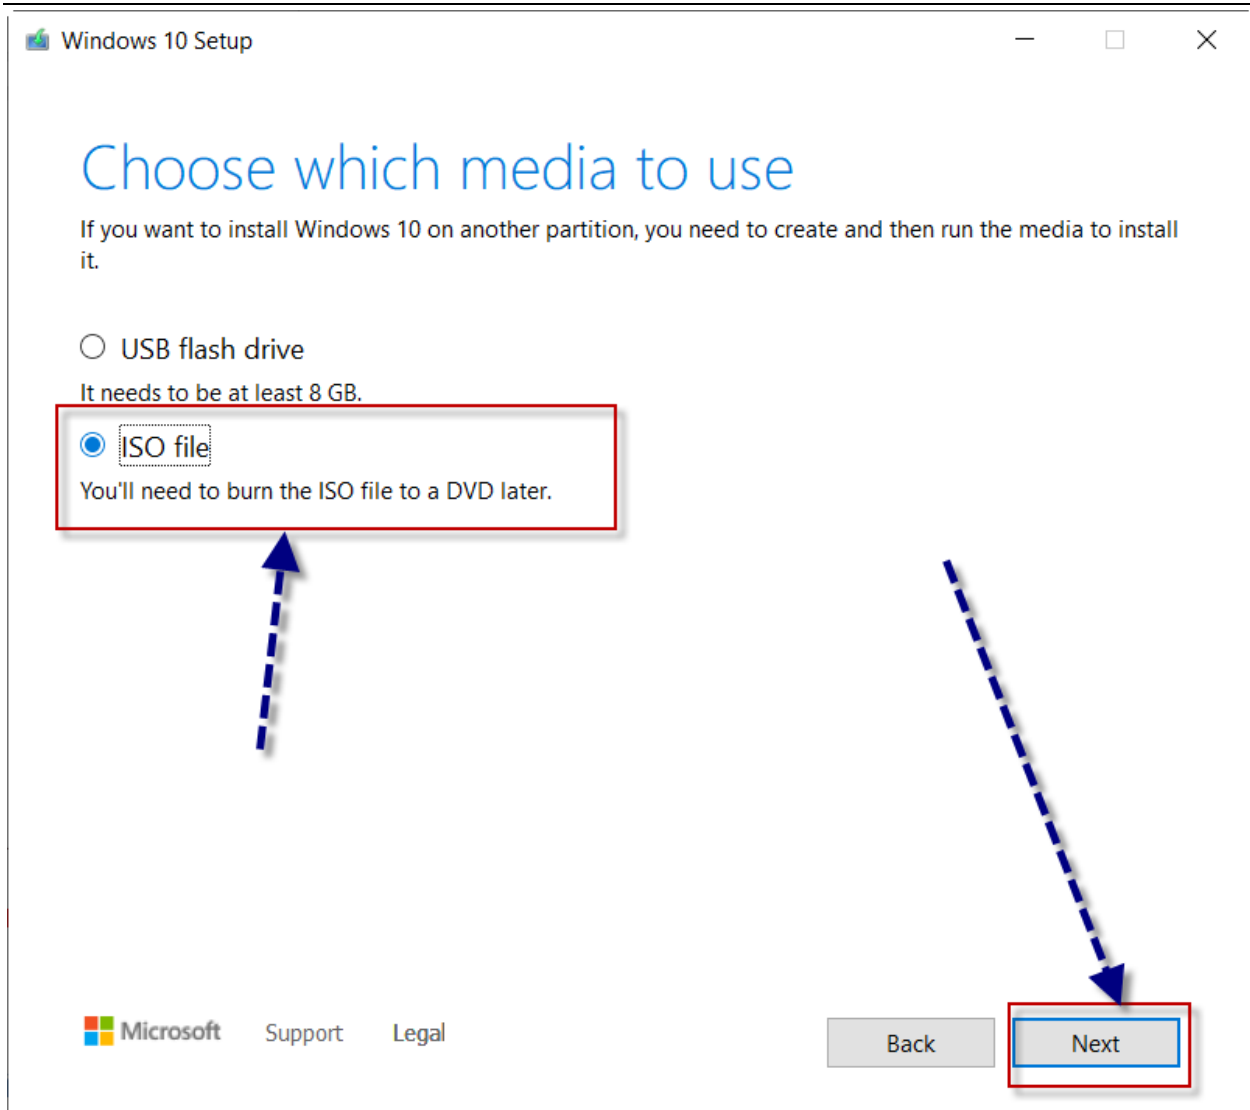 Windows 10 Setup
Choose which media to use
If you want to install Windows 10 on another partition, you need to create and then run the media to install
it.
USB flash drive
It needs to be at least 8 GB.
ISO file
You'll need to burn the ISO file to a DVD later.
Microsoft Support Legal Back Next